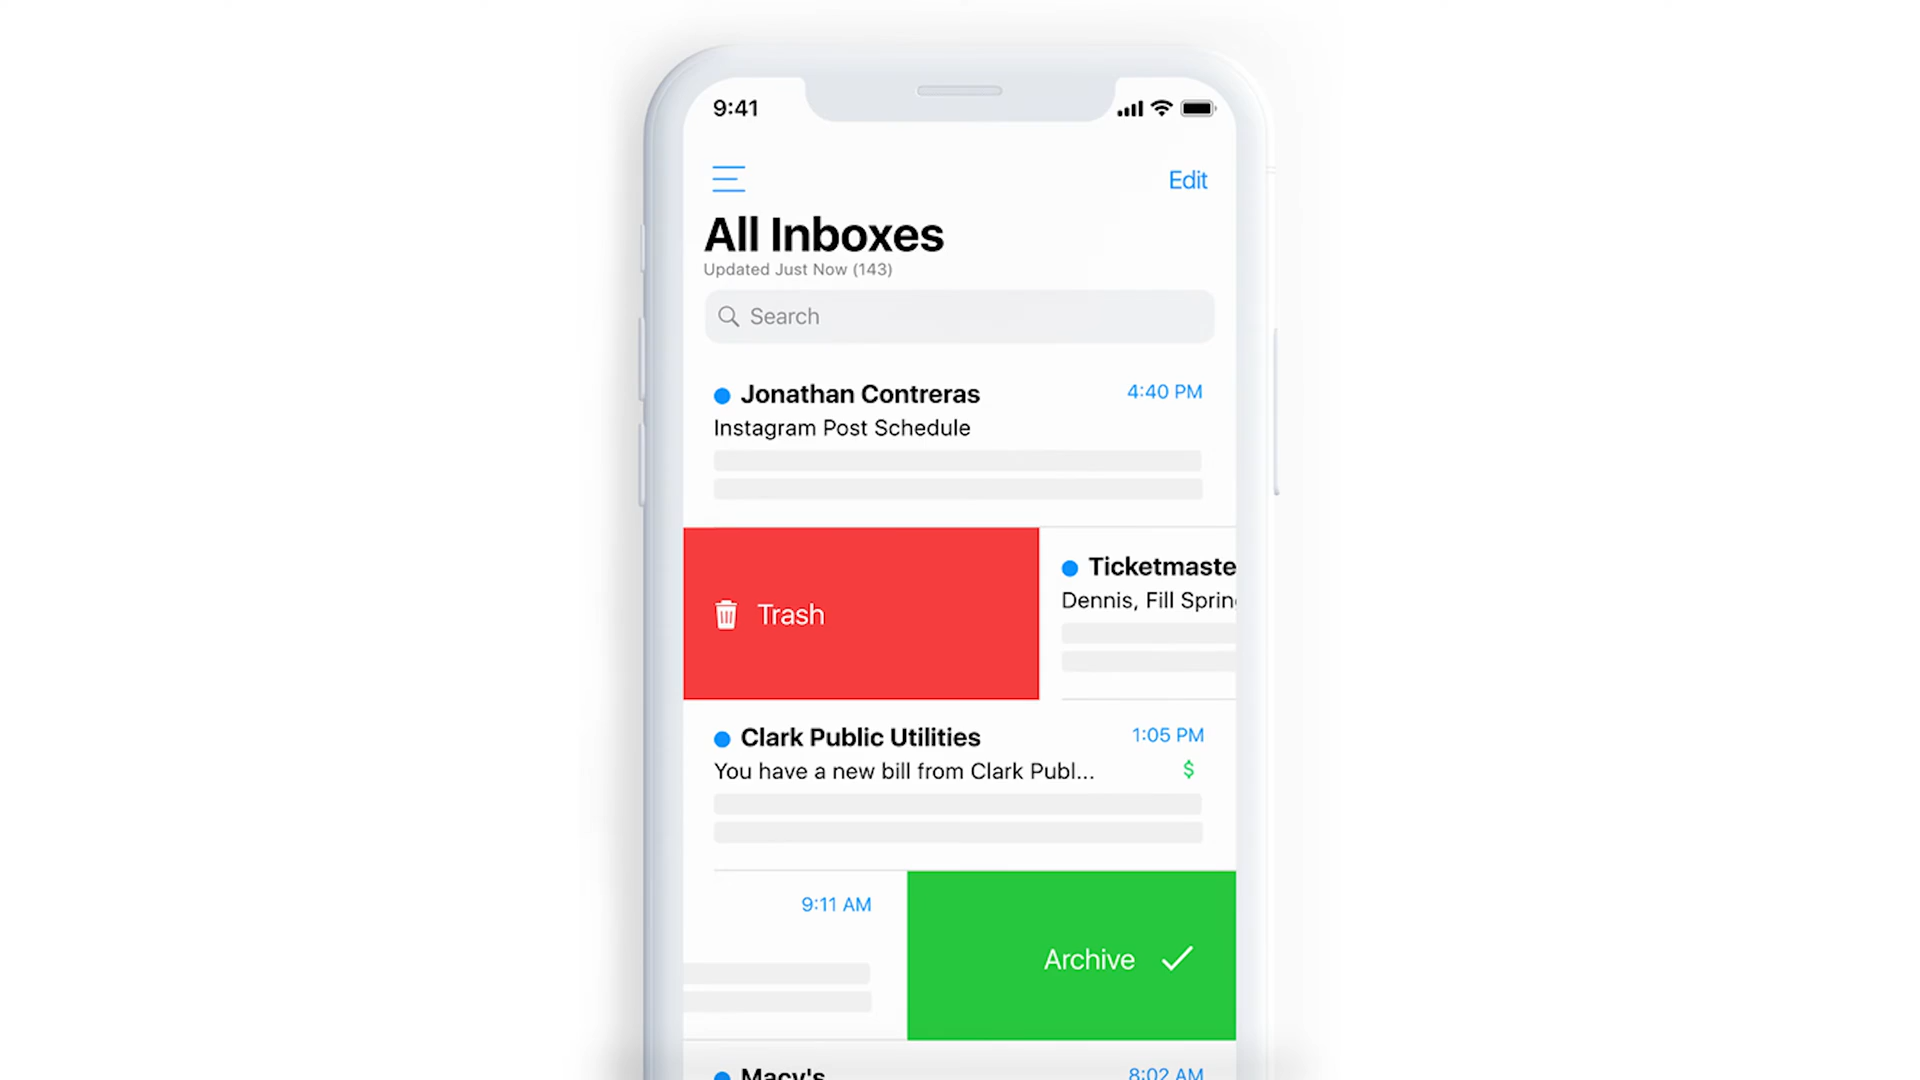 9:41
Edit
All Inboxes
Updated Just Now (143)
Search
Jonathan Contreras 4:40 PM
Instagram Post Schedule
Trash
Ticketmaste
Dennis, Fill Sprin
Clark Public Utilities 1:05 PM
You have a new bill from Clark Publ...
$
9:11 AM
Archive
Macy's 8:02 AM